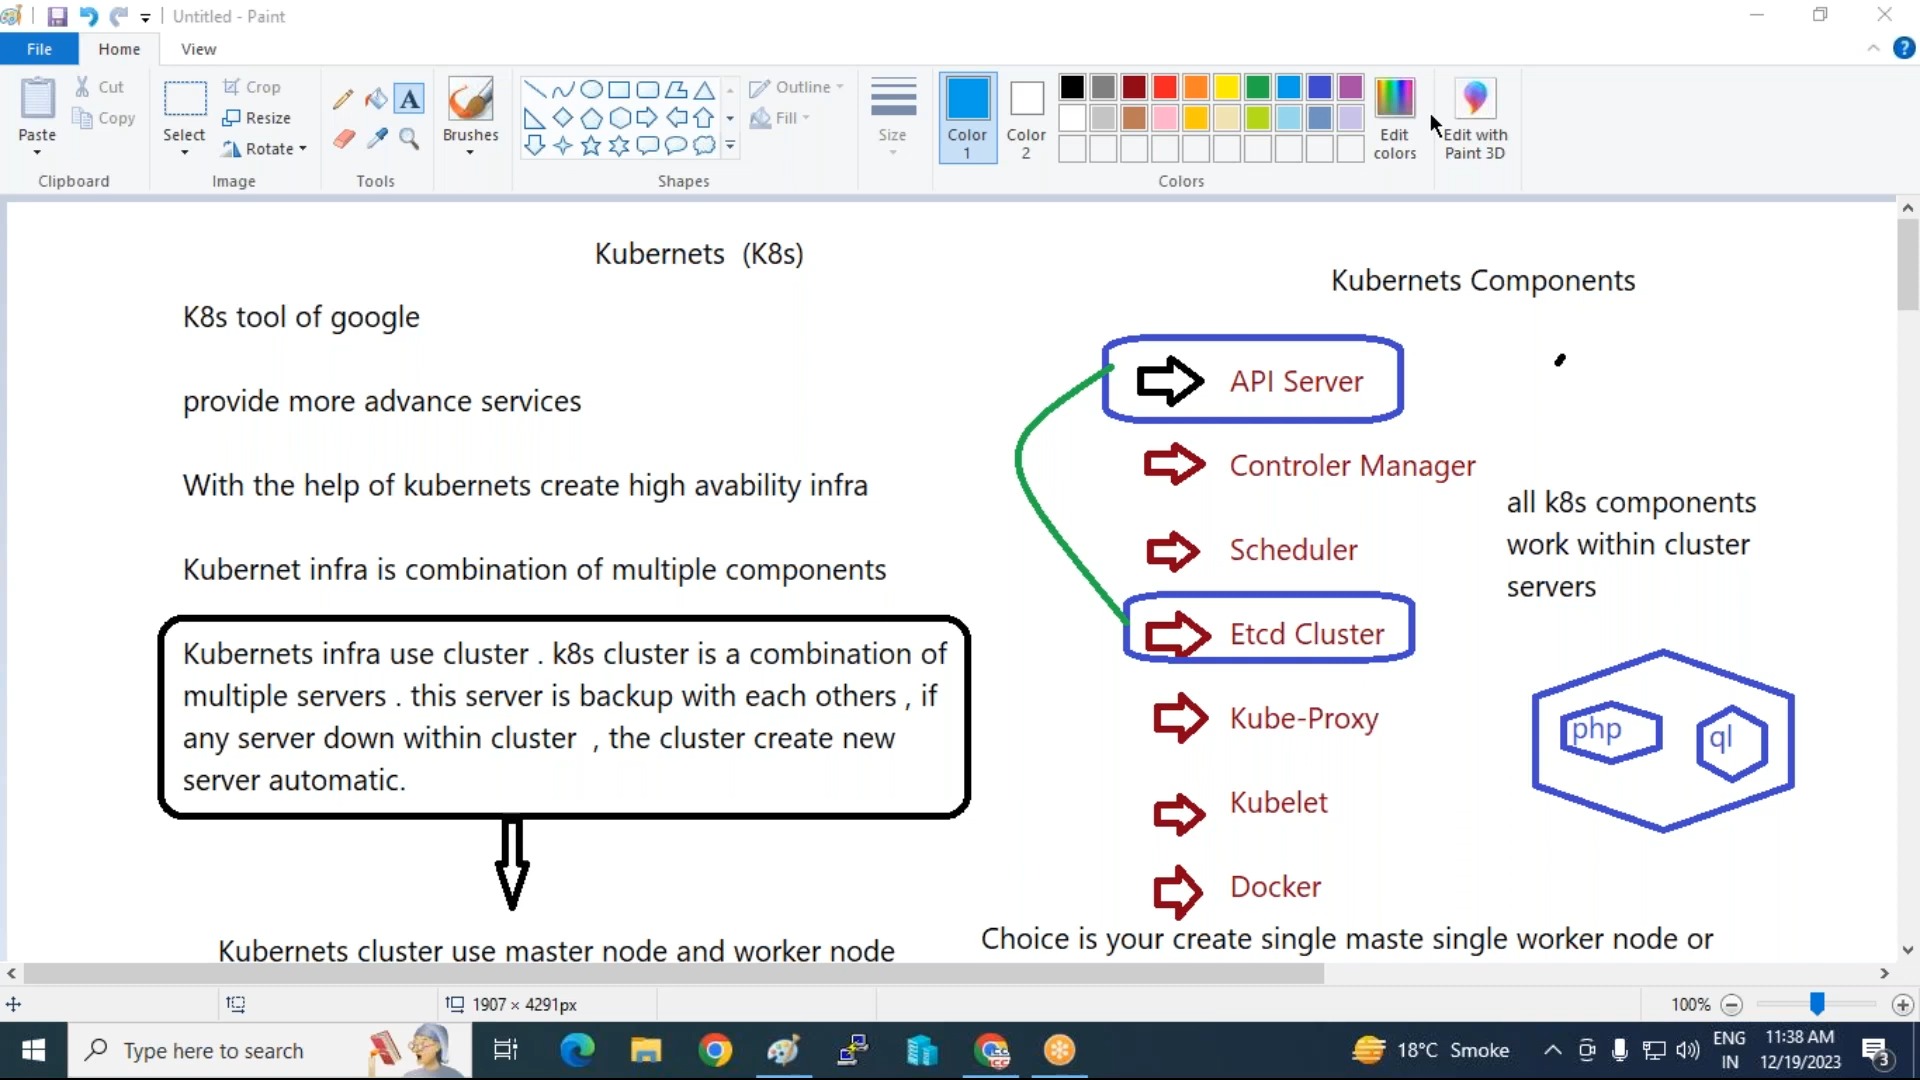 Untitled - Paint
File Home View
Paste
Cut
Copy
Clipboard
Select
Crop
Resize
Rotate
Image
A
Tools
Brushes
Shapes
Outline
Fill
Size
Color 1
Color 2
Edit colors
Colors
Edit with Paint 3D
Kubernets (K8s)
K8s tool of google
provide more advance services
With the help of kubernets create high avability infra
Kubernet infra is combination of multiple components
Kubernets infra use cluster . k8s cluster is a combination of
multiple servers . this server is backup with each others , if
any server down within cluster , the cluster create new
server automatic.
Kubernets cluster use master node and worker node
Kubernets Components
API Server
Controler Manager
Scheduler
Etcd Cluster
Kube-Proxy
Kubelet
Docker
all k8s components
work within cluster
servers
php
ql
Choice is your create single maste single worker node or
1907 × 4291px
100%
Type here to search
18°C Smoke
ENG
IN
11:38 AM
12/19/2023
3